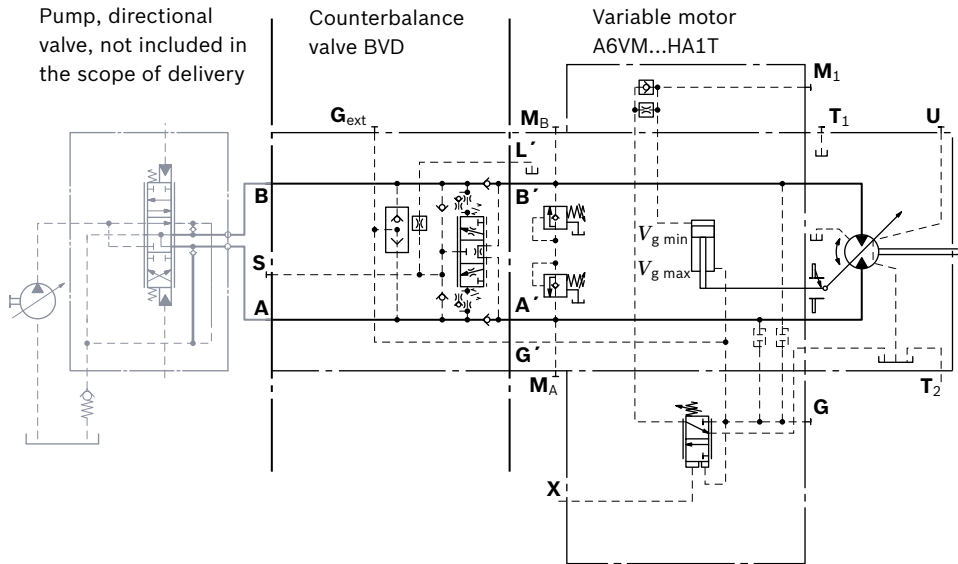 Pump, directional
valve, not included in
the scope of delivery
Counterbalance
valve BVD
Variable motor
A6VM...HA1T
M1
Gext
MB
T1
U
L´
B
B´
Vg min
S
Vg max
A
A´
G´
MA
T2
G
X